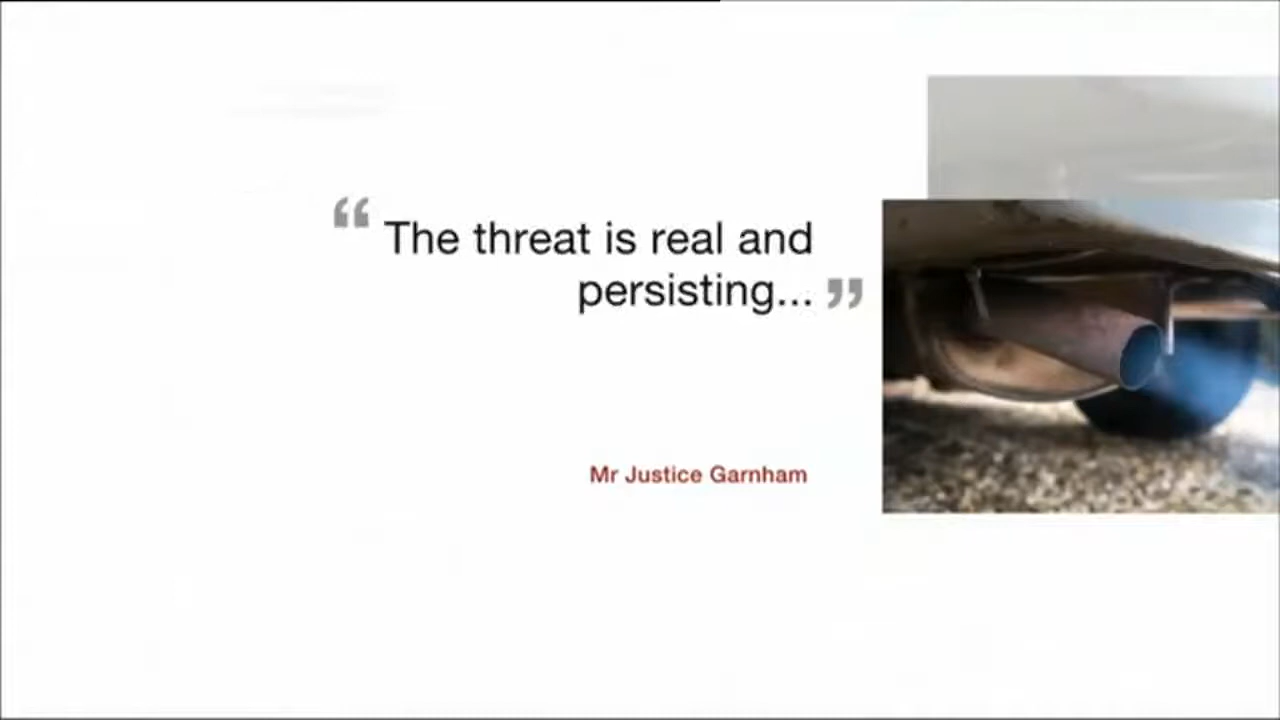 “The threat is real and
persisting...”
Mr Justice Garnham